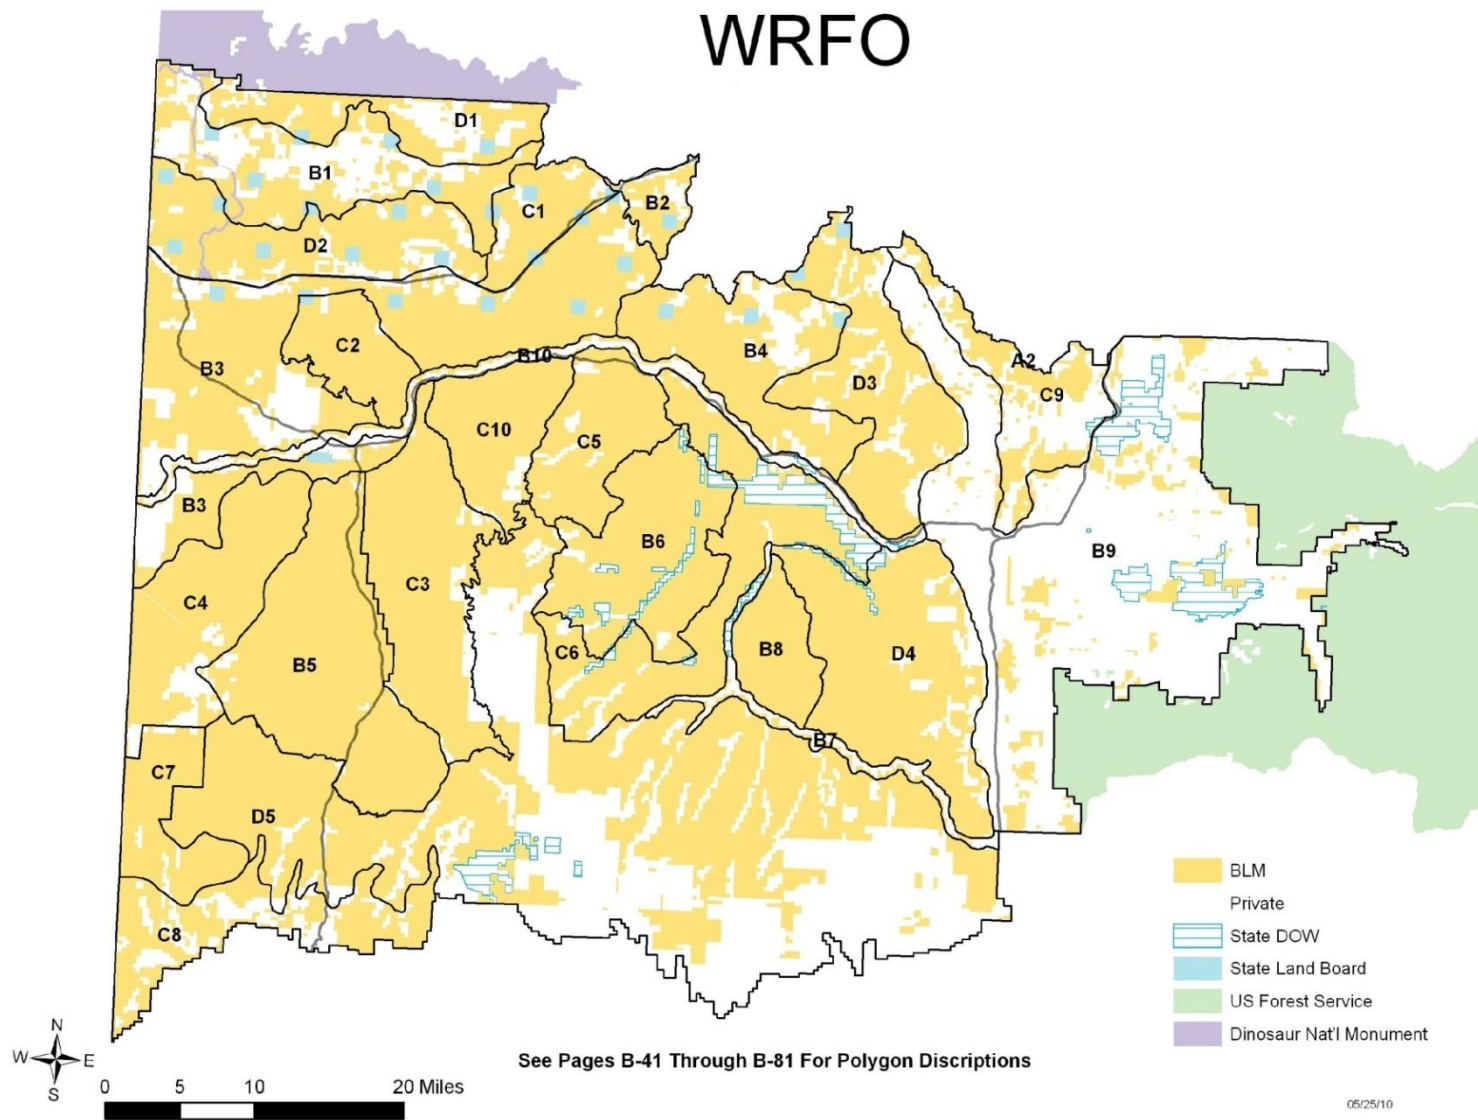 WRFO
D1
B1
B2
C1
D2
B4
B10
C2
A2
B3
D3
C9
C10
C5
B3
B6
B9
C3
C4
C6
B8
D4
B5
B7
C7
D5
C8
BLM
Private
State DOW
State Land Board
US Forest Service
Dinosaur Nat'l Monument
N
W E
S
See Pages B-41 Through B-81 For Polygon Discriptions
0 5 10 20 Miles
05/25/10